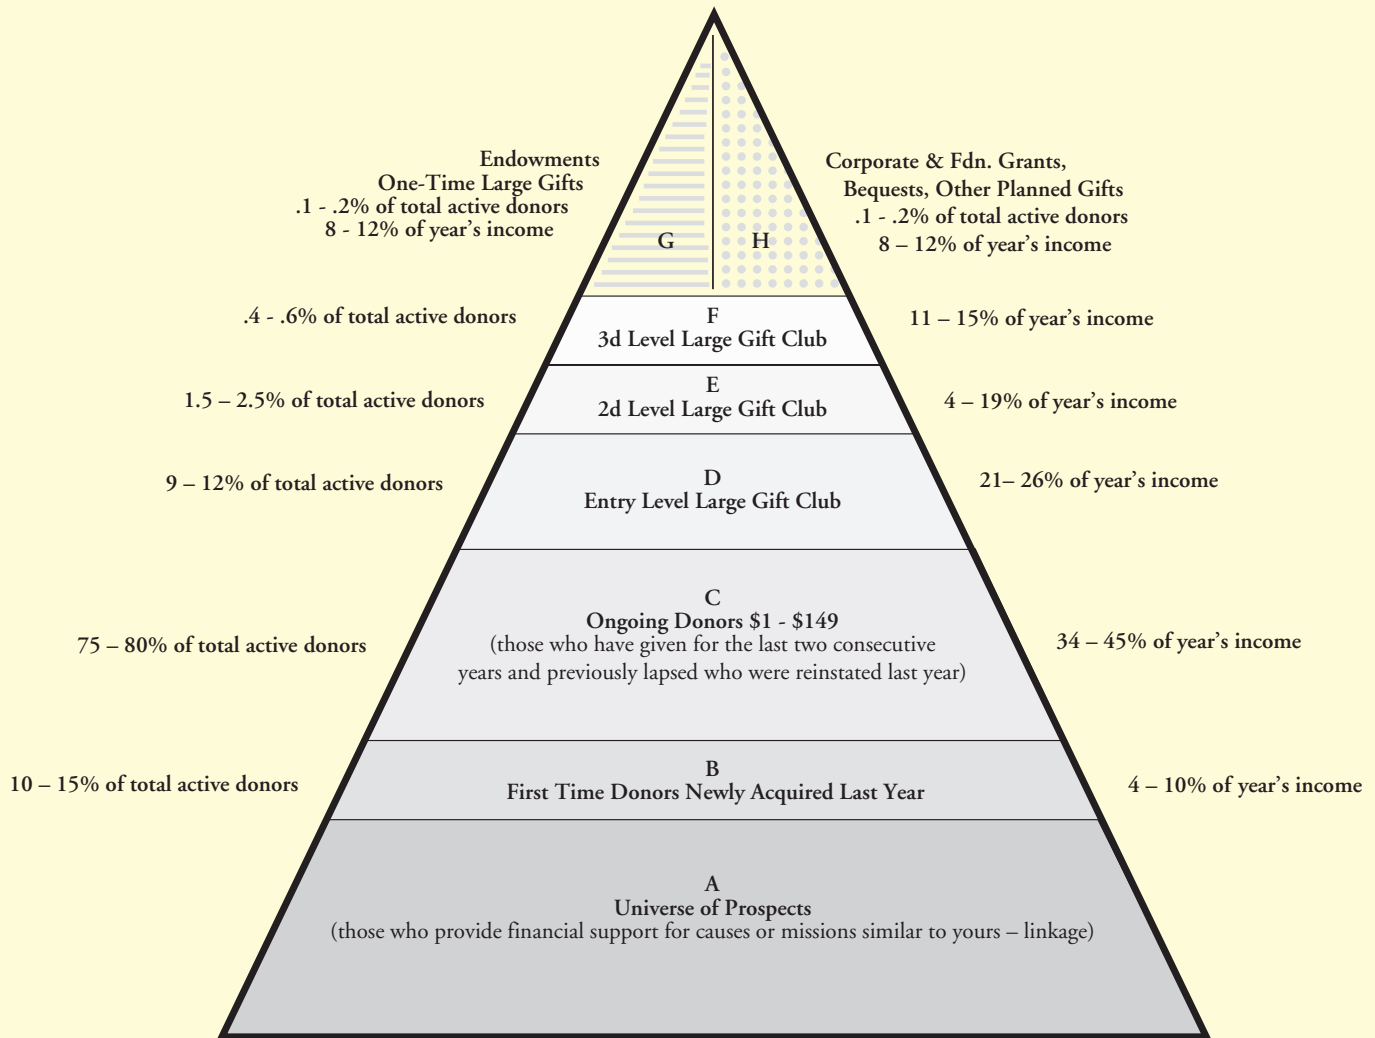 Endowments
One-Time Large Gifts
.1 - .2% of total active donors
8 - 12% of year's income
G
H
Corporate & Fdn. Grants,
Bequests, Other Planned Gifts
.1 - .2% of total active donors
8 – 12% of year's income
.4 - .6% of total active donors
F
3d Level Large Gift Club
11 – 15% of year's income
1.5 – 2.5% of total active donors
E
2d Level Large Gift Club
4 – 19% of year's income
9 – 12% of total active donors
D
Entry Level Large Gift Club
21– 26% of year's income
75 – 80% of total active donors
C
Ongoing Donors $1 - $149
(those who have given for the last two consecutive
years and previously lapsed who were reinstated last year)
34 – 45% of year's income
10 – 15% of total active donors
B
First Time Donors Newly Acquired Last Year
4 – 10% of year's income
A
Universe of Prospects
(those who provide financial support for causes or missions similar to yours – linkage)